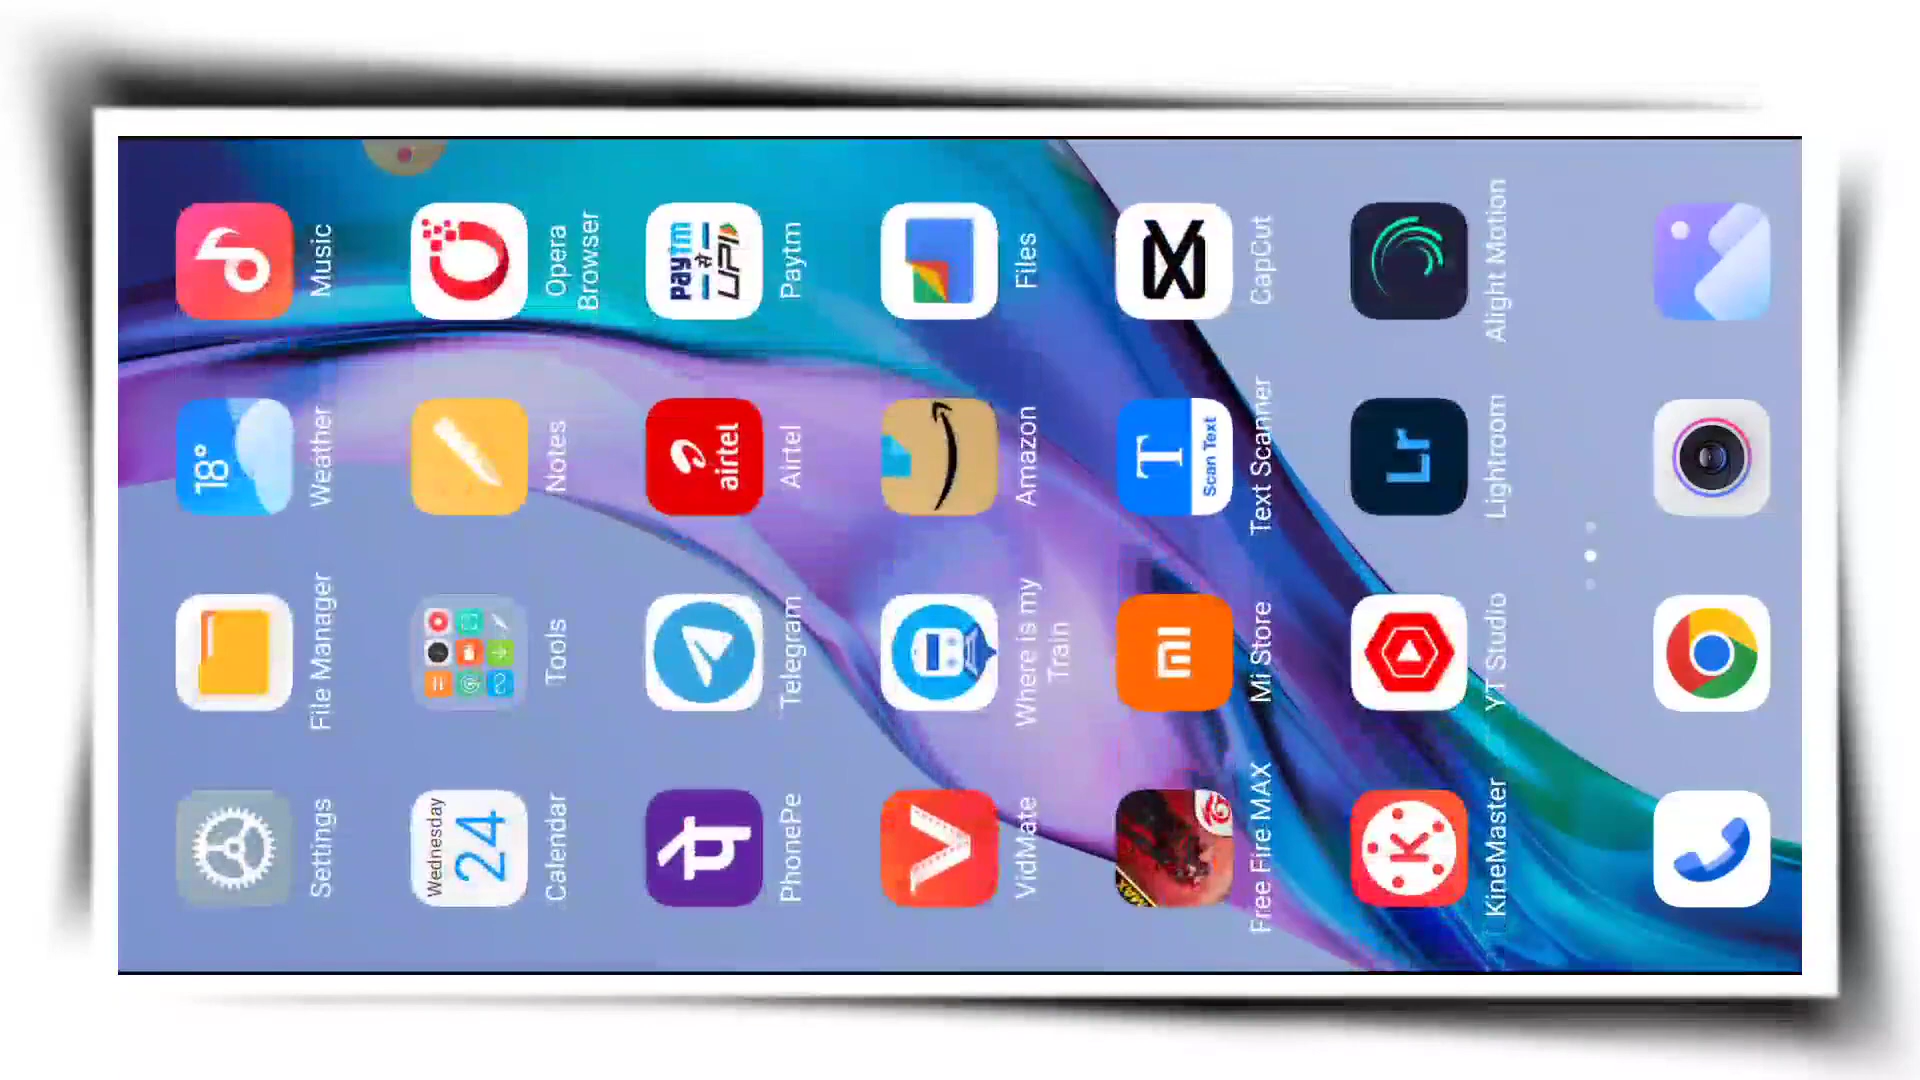 Settings
File Manager
18°
Weather
Music
Wednesday
24
Calendar
Tools
Notes
Opera
Browser
पे
PhonePe
Telegram
airtel
Airtel
paytm
से
UPI
Paytm
VidMate
Where is my
Train
Amazon
Files
MAX
Free Fire MAX
mi
Mi Store
T
Scan Text
Text Scanner
CapCut
K
KineMaster
YT Studio
Lr
Lightroom
Alight Motion